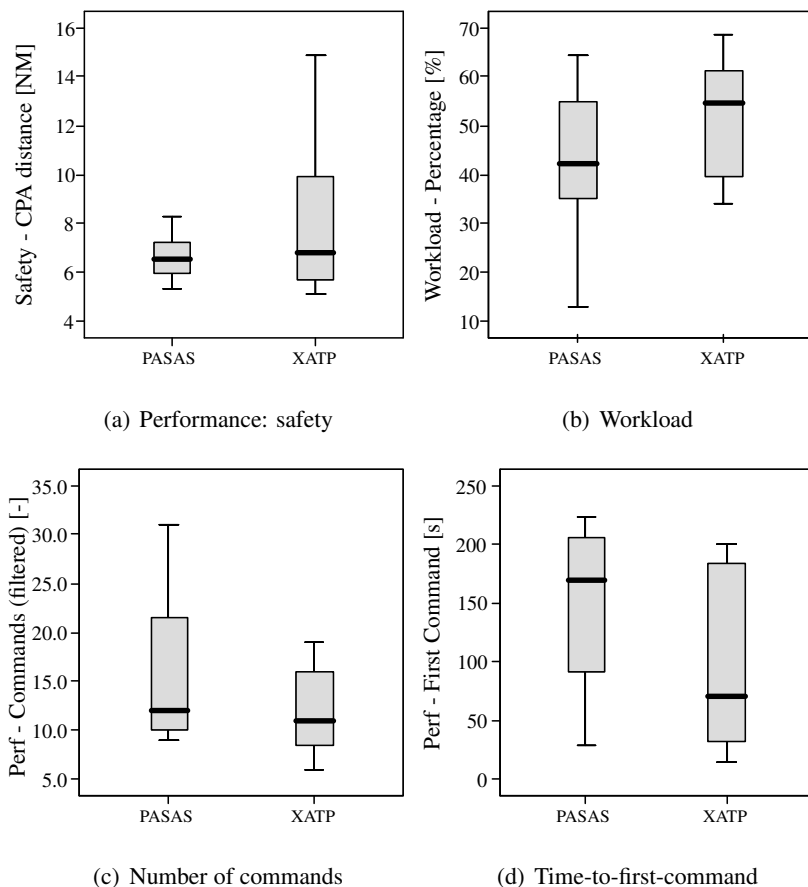 Safety - CPA distance [NM]
16
14
12
10
8
6
4
PASAS XATP
(a) Performance: safety
Workload - Percentage [%]
70
60
50
40
30
20
10
PASAS XATP
(b) Workload
Perf - Commands (filtered) [-]
35.0
30.0
25.0
20.0
15.0
10.0
5.0
PASAS XATP
(c) Number of commands
Perf - First Command [s]
250
200
150
100
50
0
PASAS XATP
(d) Time-to-first-command